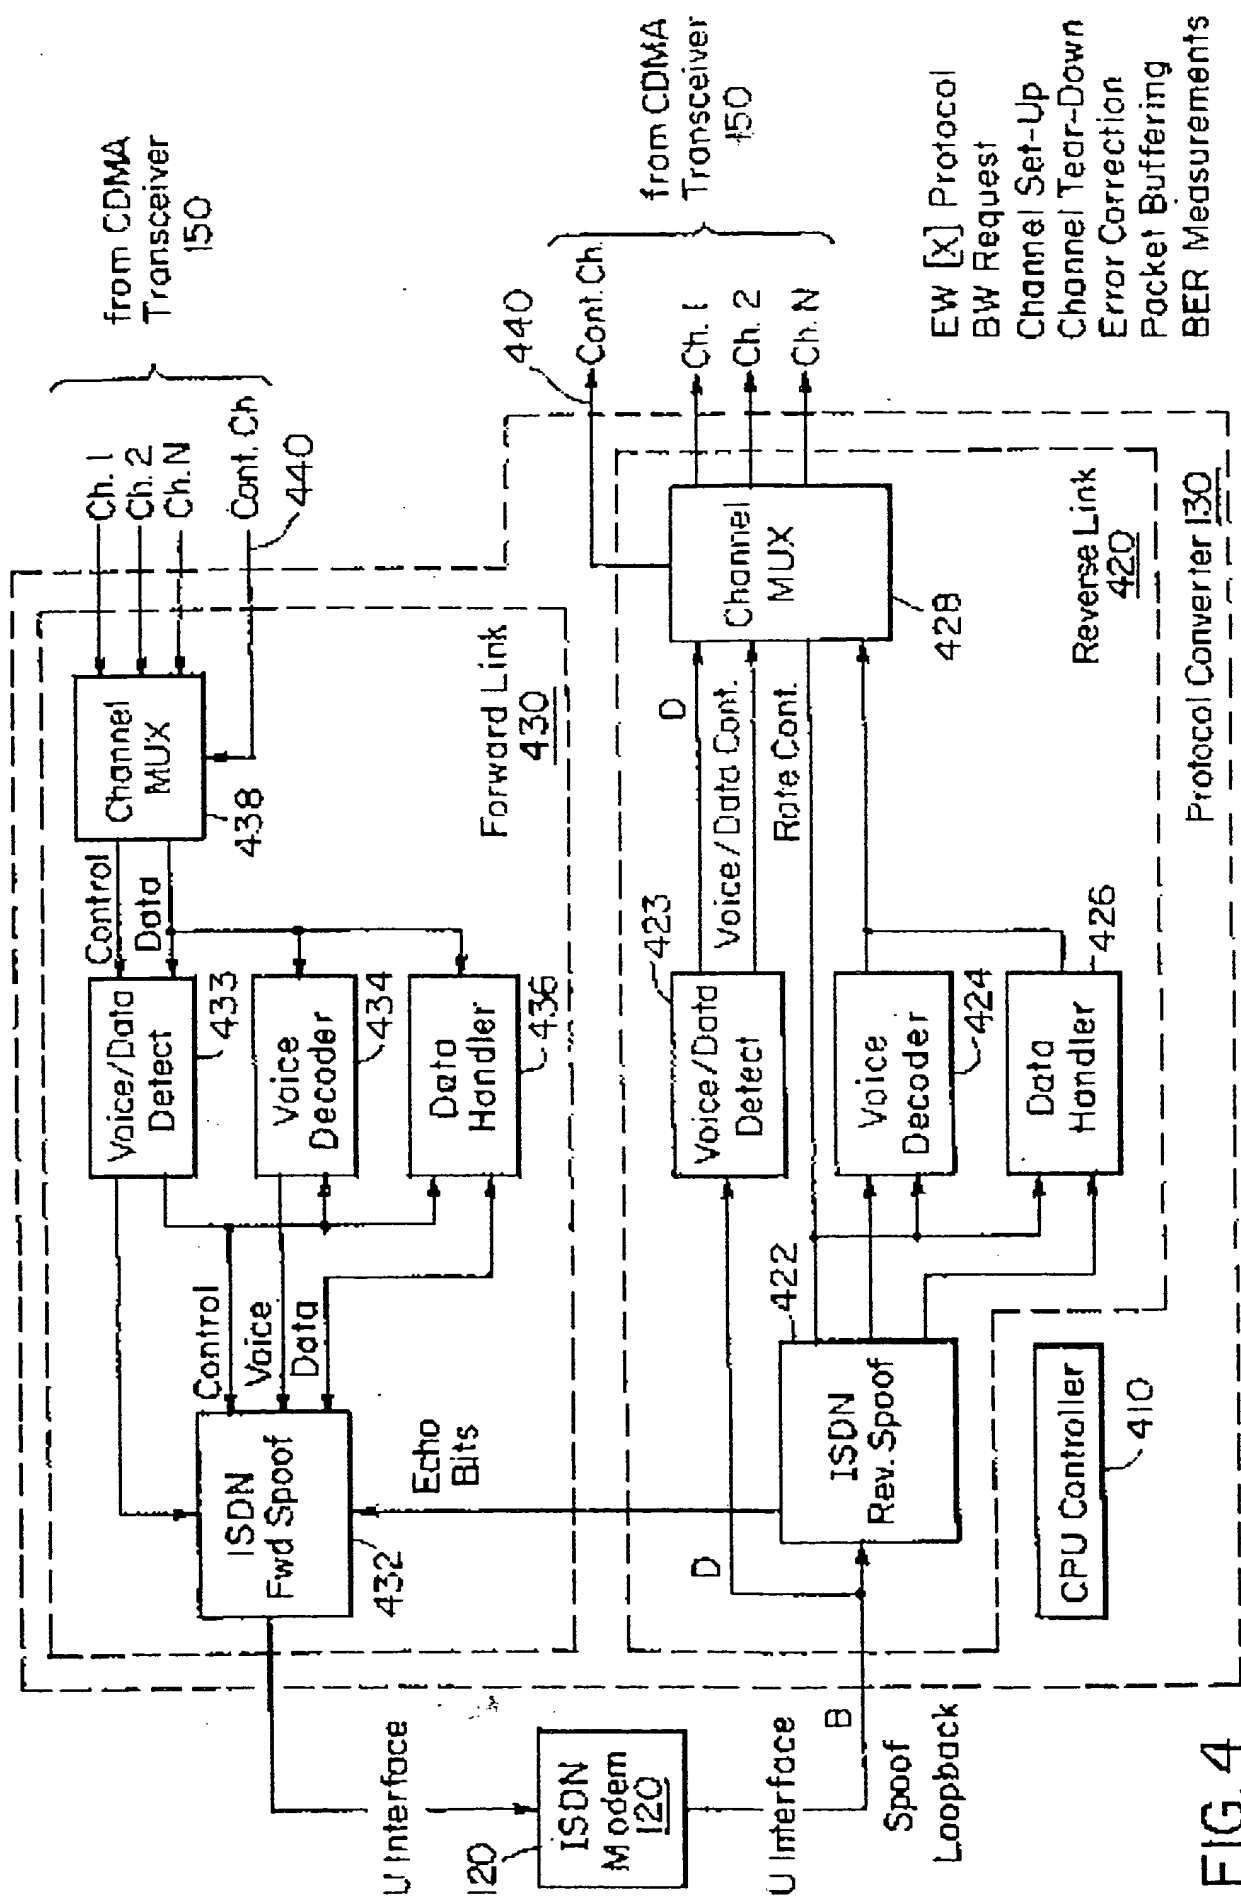 from CDMA
Transceiver
150
Ch. 1
Ch. 2
Ch. N
Cont. Ch
440
Channel
MUX
438
Control
Data
Voice/Data
Detect
433
Voice
Decoder
434
Data
Handler
436
Forward Link
430
Control
Voice
Data
ISDN
Fwd Spoof
432
Echo
Bits
U Interface
120
ISDN
Modem
120
U Interface
B
Spoof
Loopback
D
ISDN
Rev. Spoof
422
Voice/Data
Detect
423
Voice
Decoder
424
Data
Handler
426
D
Voice/Data Cont.
Rate Cont.
Channel
MUX
428
440
Cont. Ch.
Ch. 1
Ch. 2
Ch. N
from CDMA
Transceiver
150
Reverse Link
420
CPU Controller
410
Protocol Converter 130
EW [X] Protocol
BW Request
Channel Set-Up
Channel Tear-Down
Error Correction
Packet Buffering
BER Measurements
FIG. 4